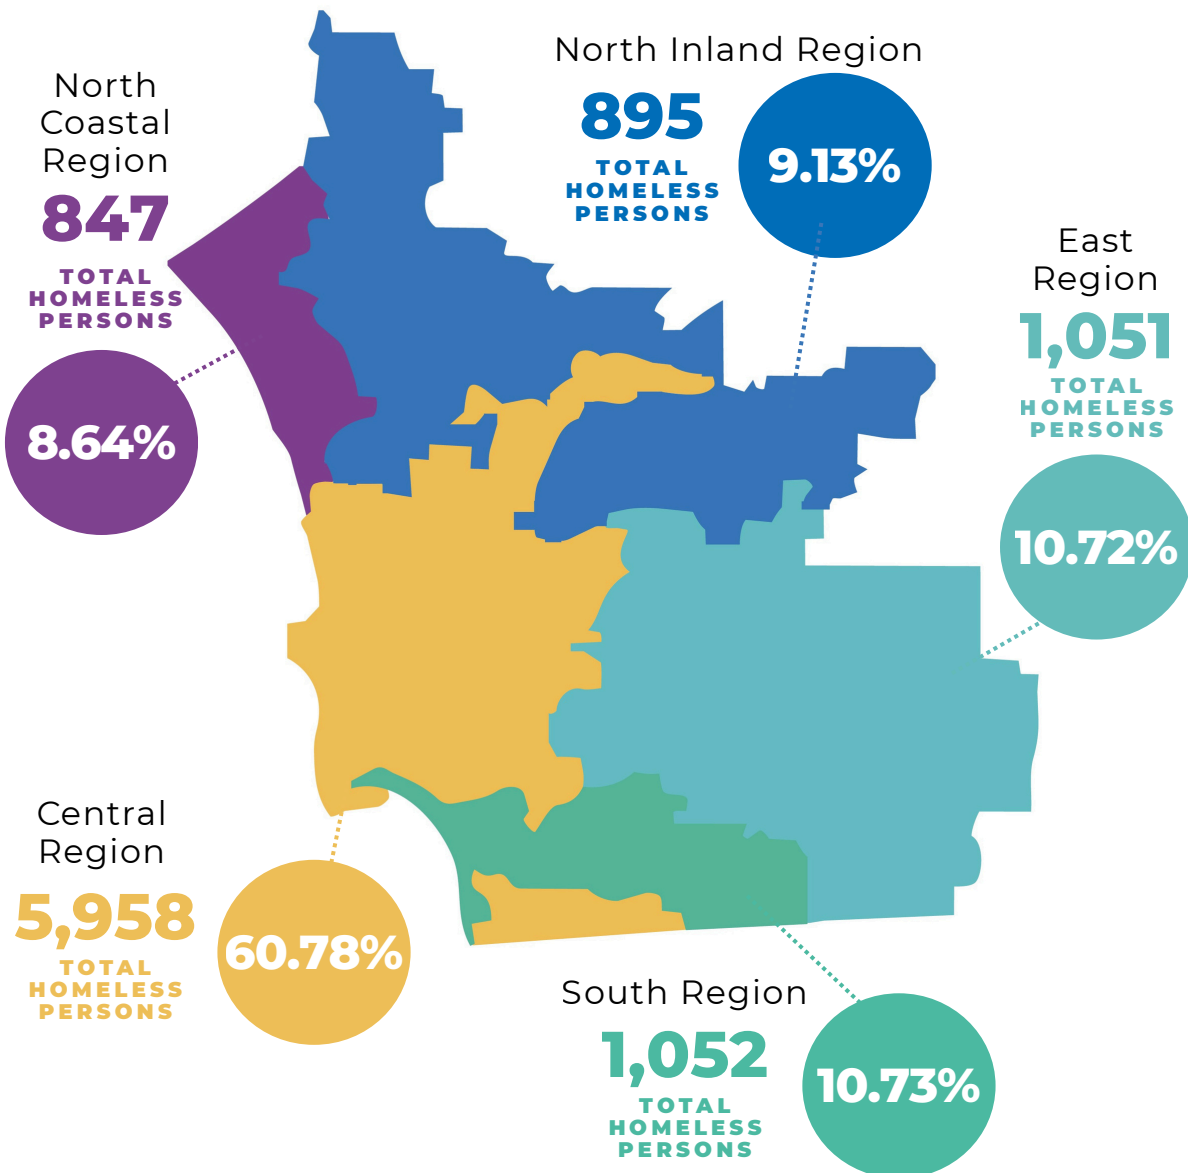 North Inland Region
895
TOTAL
HOMELESS
PERSONS
9.13%
North
Coastal
Region
847
TOTAL
HOMELESS
PERSONS
8.64%
East
Region
1,051
TOTAL
HOMELESS
PERSONS
10.72%
Central
Region
5,958
TOTAL
HOMELESS
PERSONS
60.78%
South Region
1,052
TOTAL
HOMELESS
PERSONS
10.73%